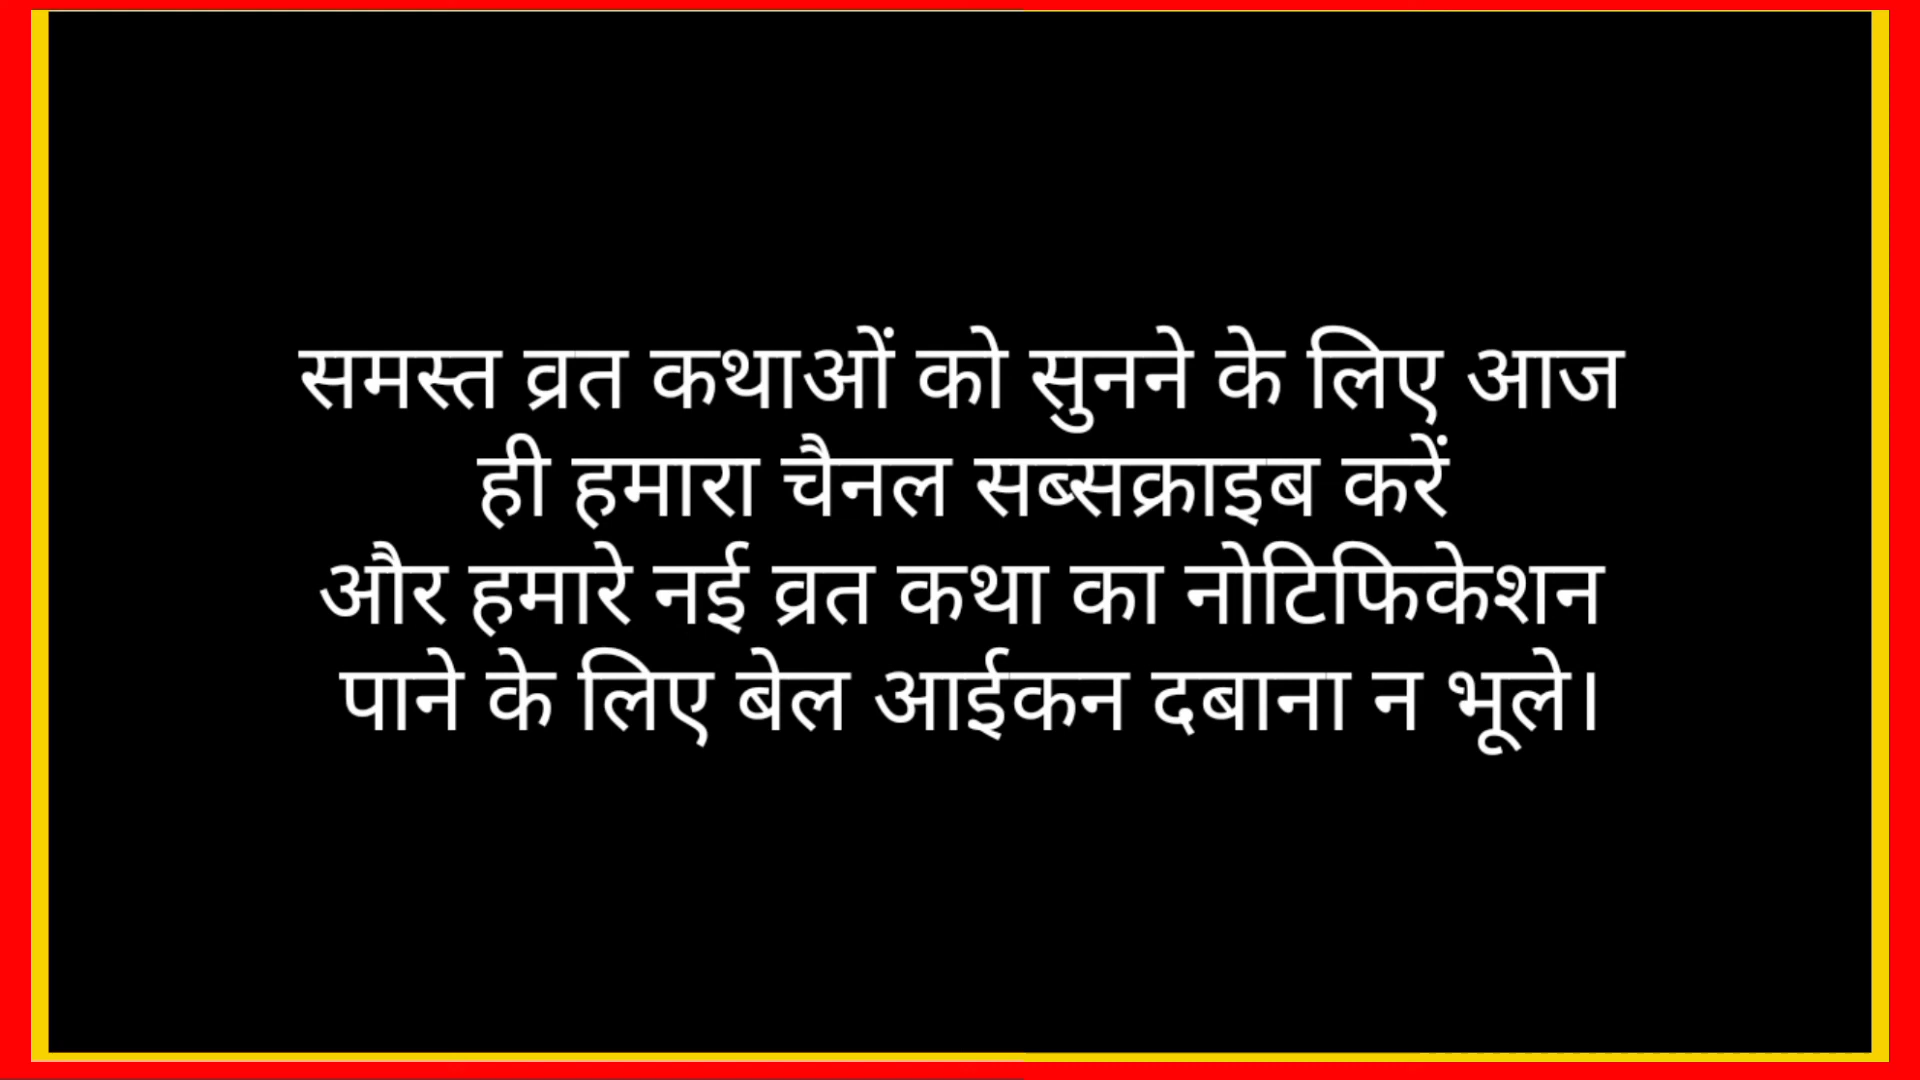 समस्त व्रत कथाओं को सुनने के लिए आज
ही हमारा चैनल सब्सक्राइब करें
और हमारे नई व्रत कथा का नोटिफिकेशन
पाने के लिए बेल आईकन दबाना न भूले।